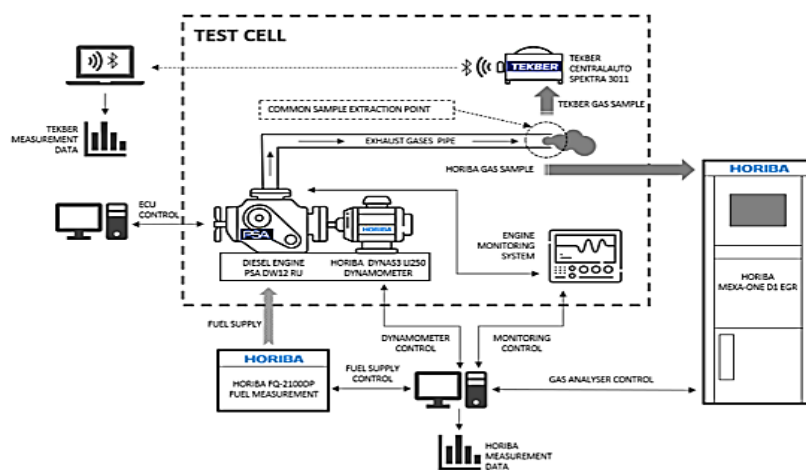 TEST CELL
TEKBER
TEKBER
CENTRALAUTO
SPEKTRA 3011
TEKBER
MEASUREMENT
DATA
COMMON SAMPLE EXTRACTION POINT
TEKBER GAS SAMPLE
EXHAUST GASES PIPE
HORIBA GAS SAMPLE
HORIBA
ECU
CONTROL
PSA
HORIBA
ENGINE
MONITORING
SYSTEM
DIESEL ENGINE
PSA DW12 RU
HORIBA DYNAS3 LI250
DYNAMOMETER
HORIBA
MEXA-ONE D1 EGR
FUEL SUPPLY
DYNAMOMETER
CONTROL
MONITORING
CONTROL
HORIBA
HORIBA FQ-2100DP
FUEL MEASUREMENT
FUEL SUPPLY
CONTROL
GAS ANALYSER CONTROL
HORIBA
MEASUREMENT
DATA